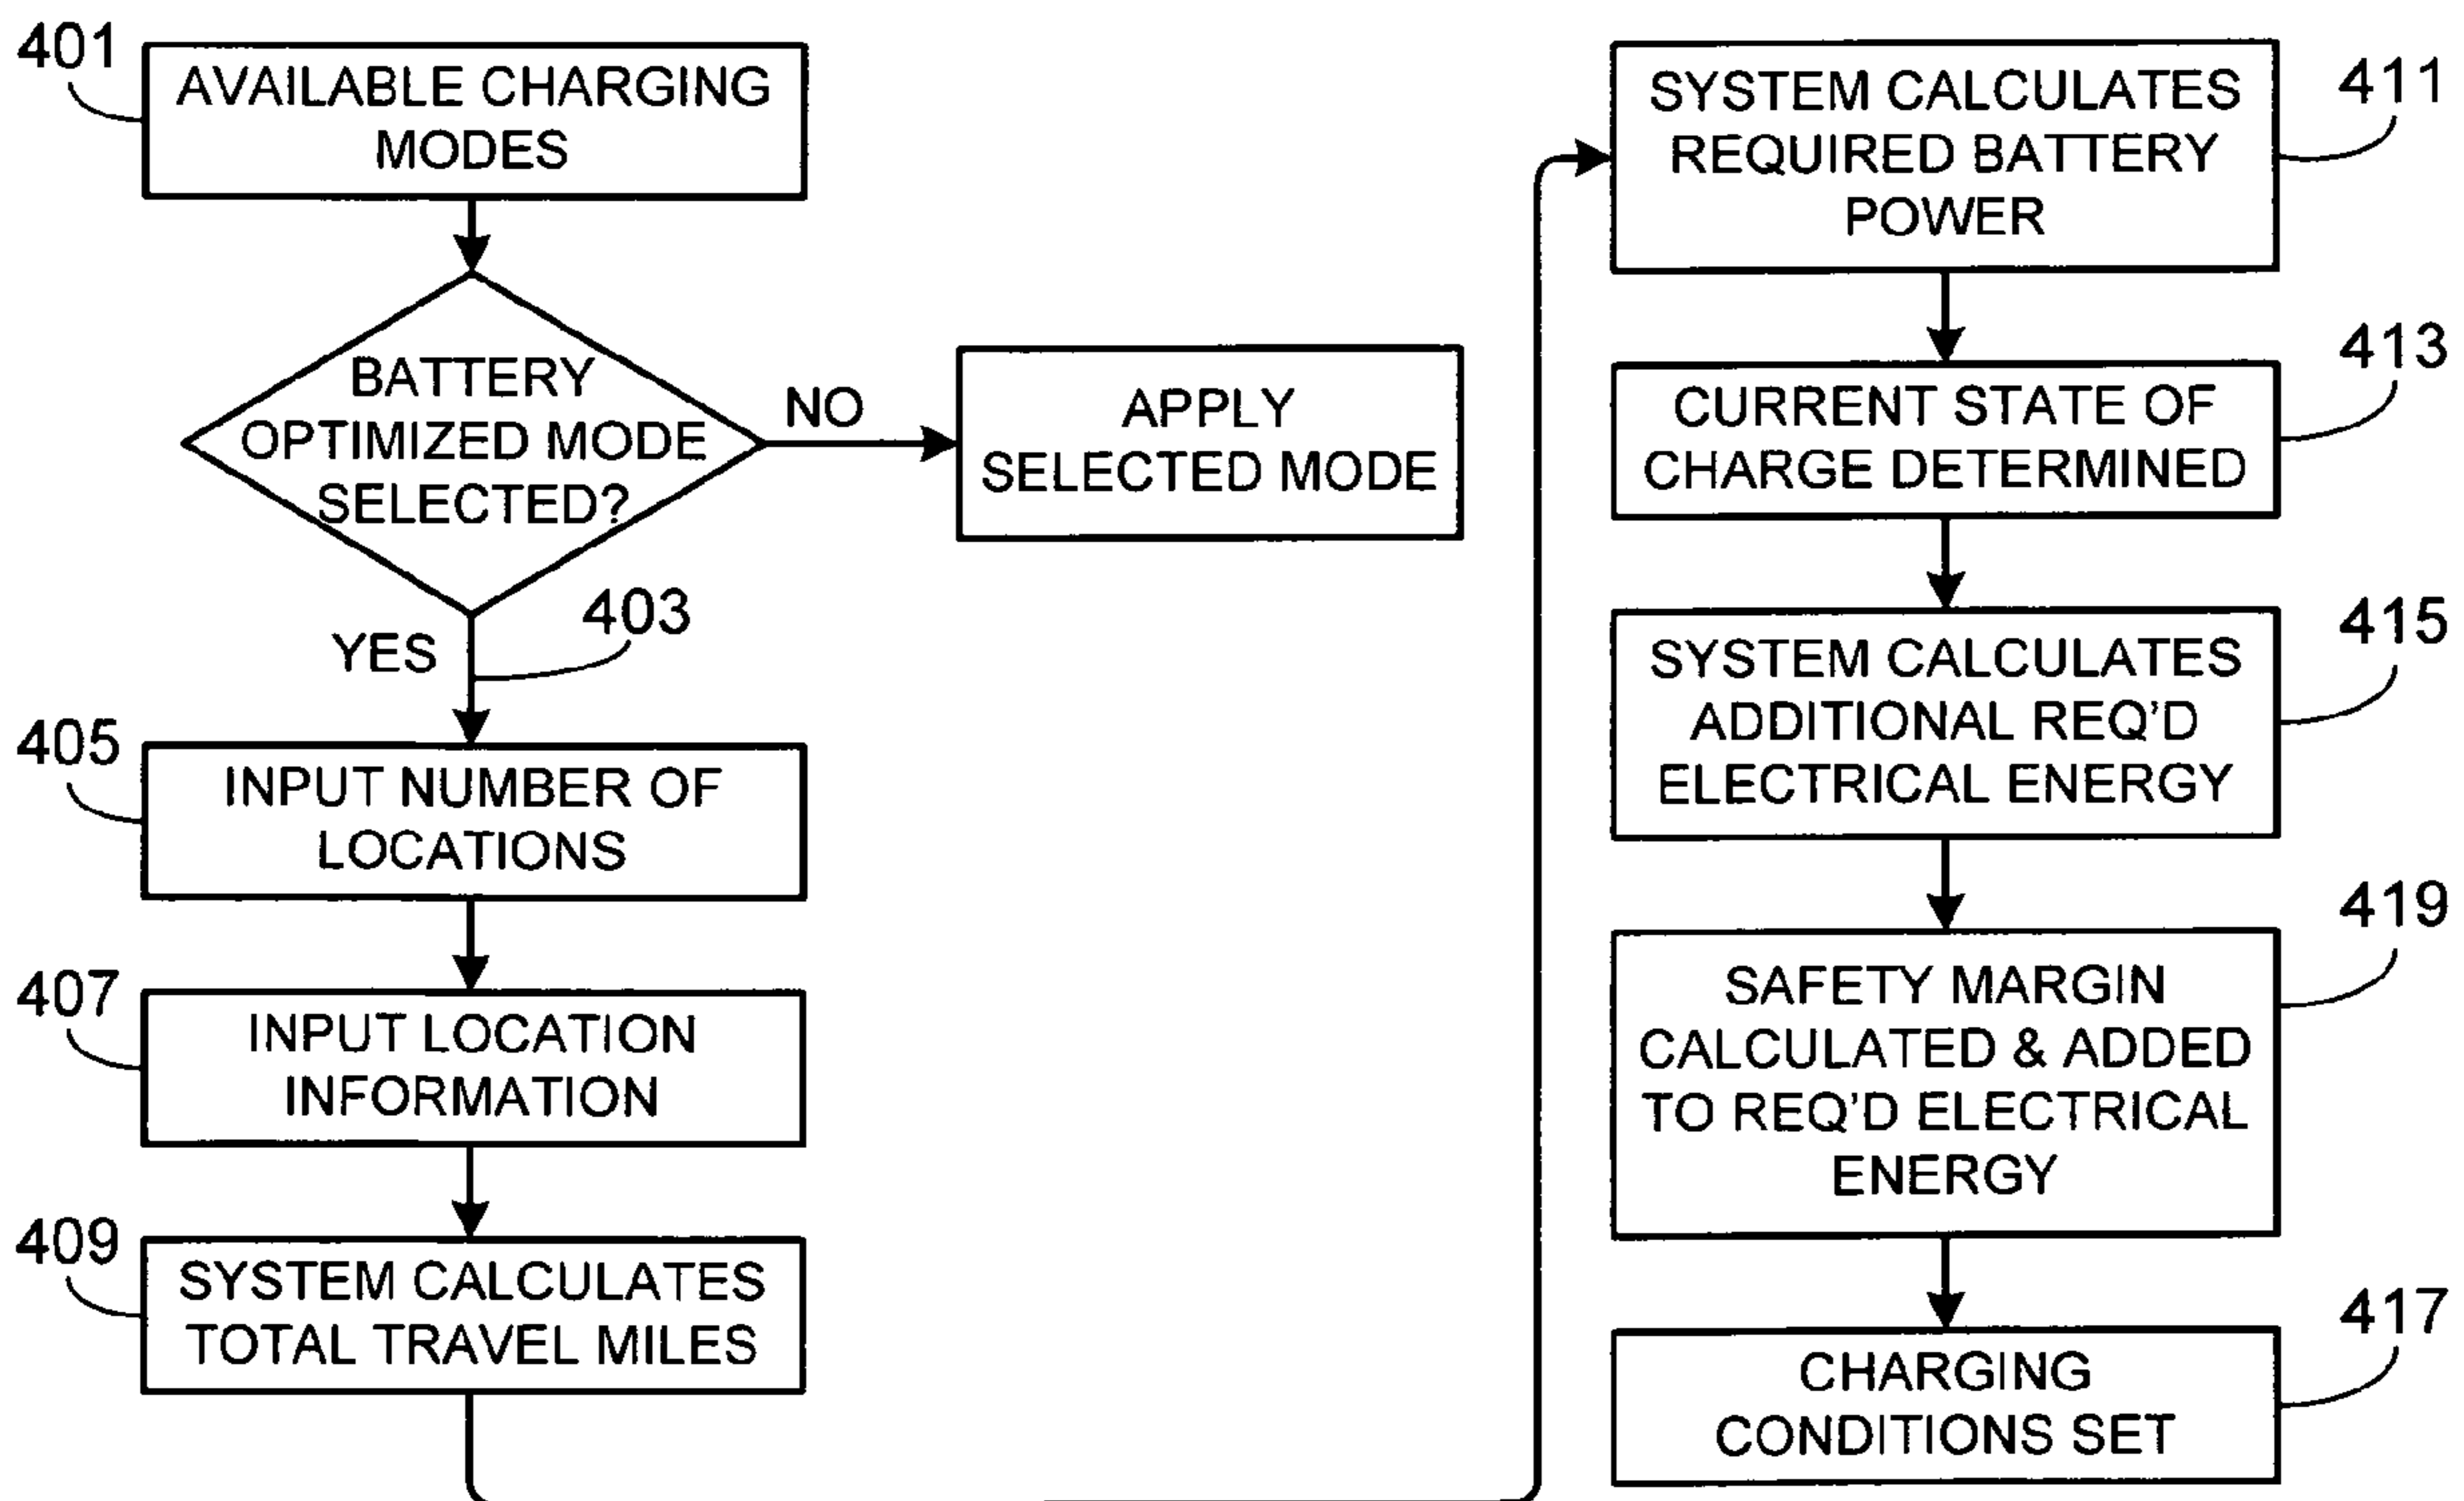 401
AVAILABLE CHARGING
MODES
BATTERY
OPTIMIZED MODE
SELECTED?
NO
APPLY
SELECTED MODE
YES
403
405
INPUT NUMBER OF
LOCATIONS
407
INPUT LOCATION
INFORMATION
409
SYSTEM CALCULATES
TOTAL TRAVEL MILES
SYSTEM CALCULATES
REQUIRED BATTERY
POWER
411
CURRENT STATE OF
CHARGE DETERMINED
413
SYSTEM CALCULATES
ADDITIONAL REQ'D
ELECTRICAL ENERGY
415
SAFETY MARGIN
CALCULATED & ADDED
TO REQ'D ELECTRICAL
ENERGY
419
CHARGING
CONDITIONS SET
417